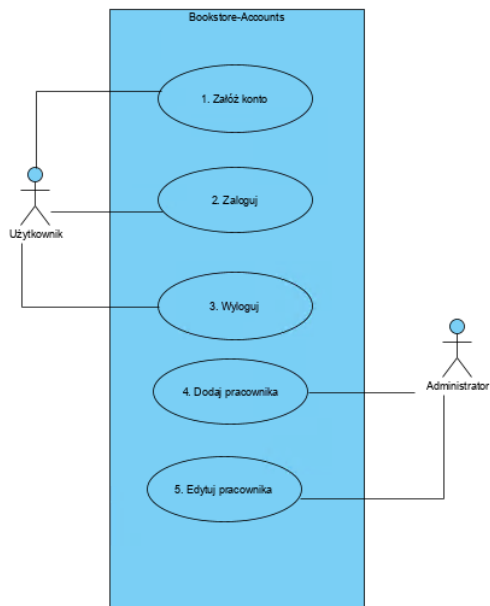 Bookstore-Accounts
1. Załóż konto
2. Zaloguj
Użytkownik
3. Wyloguj
4. Dodaj pracownika
Administrator
5. Edytuj pracownika